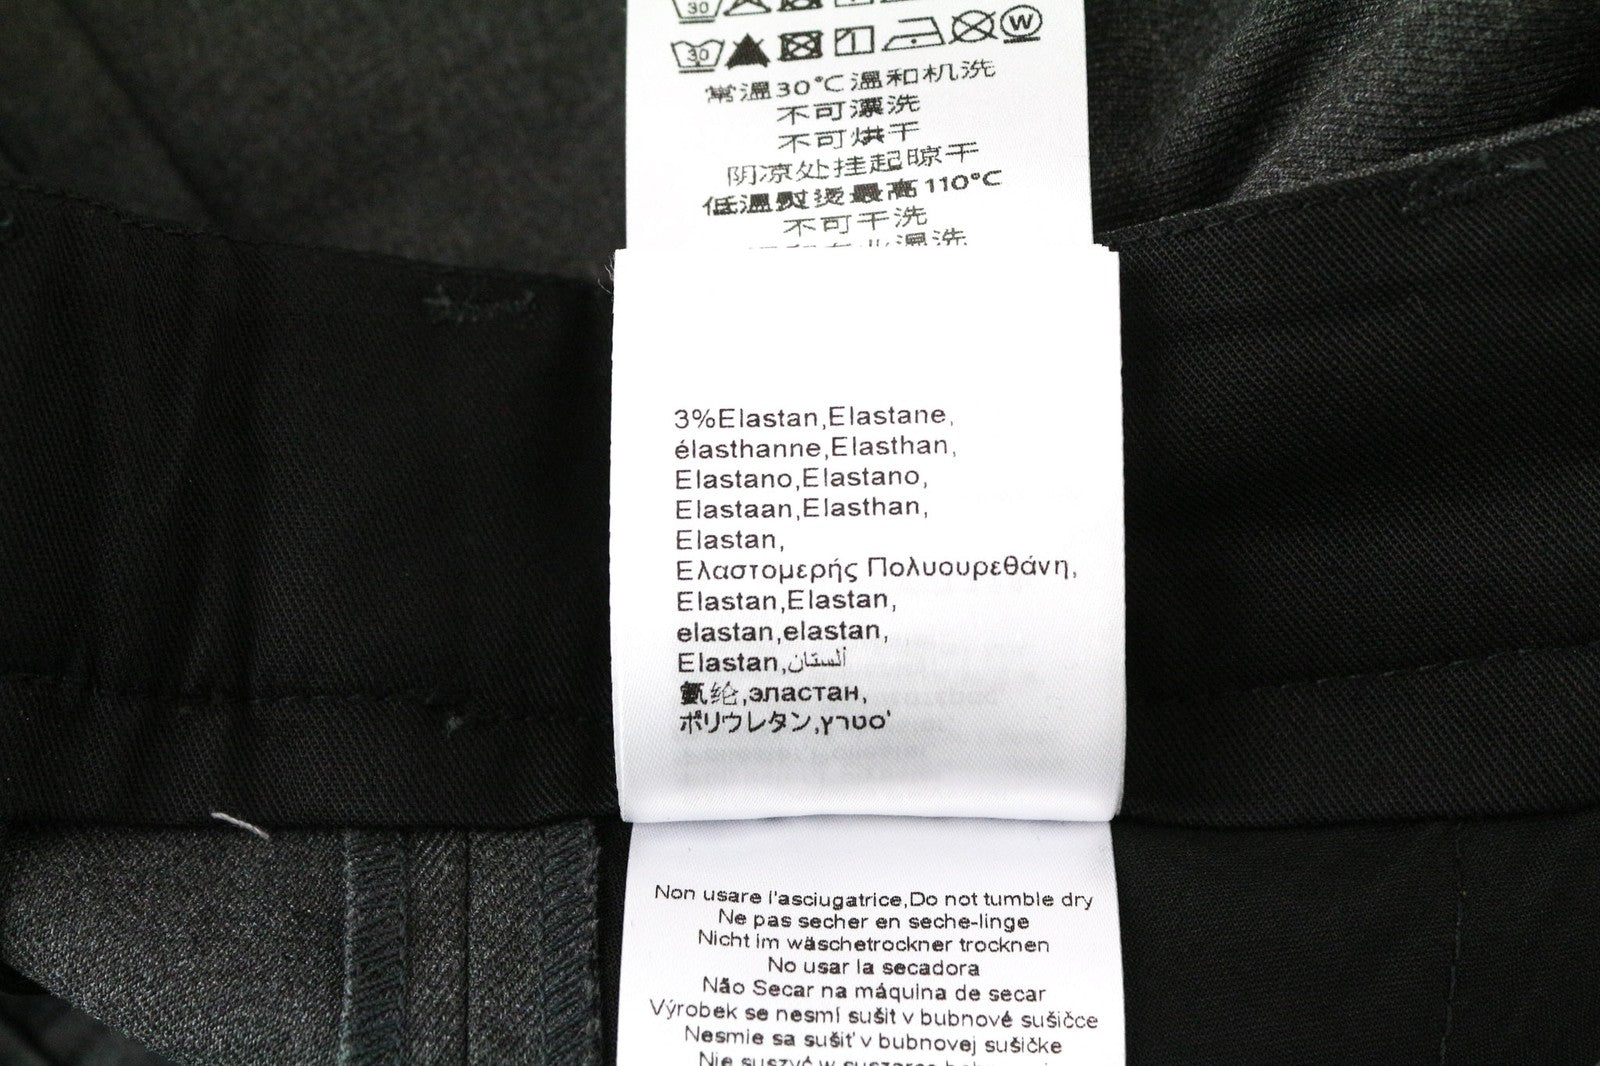 30
30 W
常温30°C温和机洗
不可漂洗
不可烘干
阴凉处挂起晾干
低温熨烫最高110°C
不可干洗
3%Elastan,Elastane,
élasthanne,Elasthan,
Elastano,Elastano,
Elastaan,Elasthan,
Elastan,
Ελαστομερής Πολυουρεθάνη,
Elastan,Elastan,
elastan,elastan,
Elastan,ألستان
氨纶,эластан,
ポリウレタン,סטרץ'
Non usare l'asciugatrice,Do not tumble dry
Ne pas secher en seche-linge
Nicht im wäschetrockner trocknen
No usar la secadora
Não Secar na máquina de secar
Výrobek se nesmí sušit v bubnové sušičce
Nesmie sa sušiť v bubnovej sušičke
Nie suszyć w